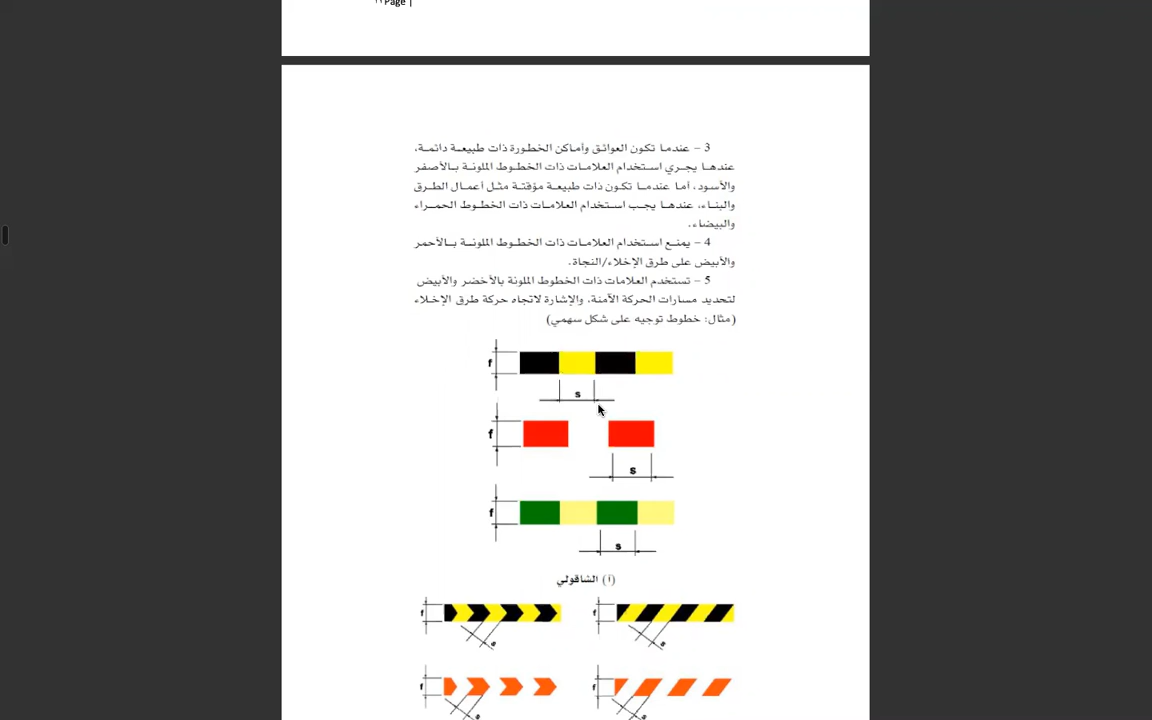 ١١ Page |
3 – عندما تكون العوائق وأماكن الخطورة ذات طبيعة دائمة،
عندها يجري استخدام العلامات ذات الخطوط الملونة بالأصفر
والأسود، أما عندما تكون ذات طبيعة مؤقتة مثل أعمال الطرق
والبناء، عندها يجب استخدام العلامات ذات الخطوط الحمراء
والبيضاء.
4 – يمنع استخدام العلامات ذات الخطوط الملونة بالأحمر
والأبيض على طرق الإخلاء/النجاة.
5 – تستخدم العلامات ذات الخطوط الملونة بالأخضر والأبيض
لتحديد مسارات الحركة الآمنة، والإشارة لاتجاه حركة طرق الإخلاء
(مثال: خطوط توجيه على شكل سهمي)
f
s
f
s
f
s
(أ) الشاقولي
f
f
s
s
f
f
s
s